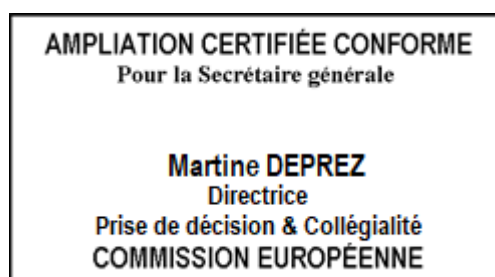 AMPLIATION CERTIFIÉE CONFORME
Pour la Secrétaire générale
Martine DEPREZ
Directrice
Prise de décision & Collégialité
COMMISSION EUROPÉENNE